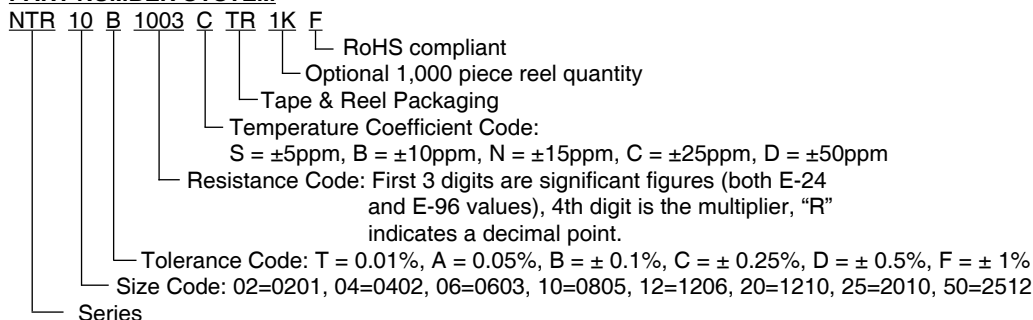 NTR 10 B 1003 C TR 1K F
RoHS compliant
Optional 1,000 piece reel quantity
Tape & Reel Packaging
Temperature Coefficient Code:
S = ±5ppm, B = ±10ppm, N = ±15ppm, C = ±25ppm, D = ±50ppm
Resistance Code: First 3 digits are significant figures (both E-24
and E-96 values), 4th digit is the multiplier, “R”
indicates a decimal point.
Tolerance Code: T = 0.01%, A = 0.05%, B = ± 0.1%, C = ± 0.25%, D = ± 0.5%, F = ± 1%
Size Code: 02=0201, 04=0402, 06=0603, 10=0805, 12=1206, 20=1210, 25=2010, 50=2512
Series